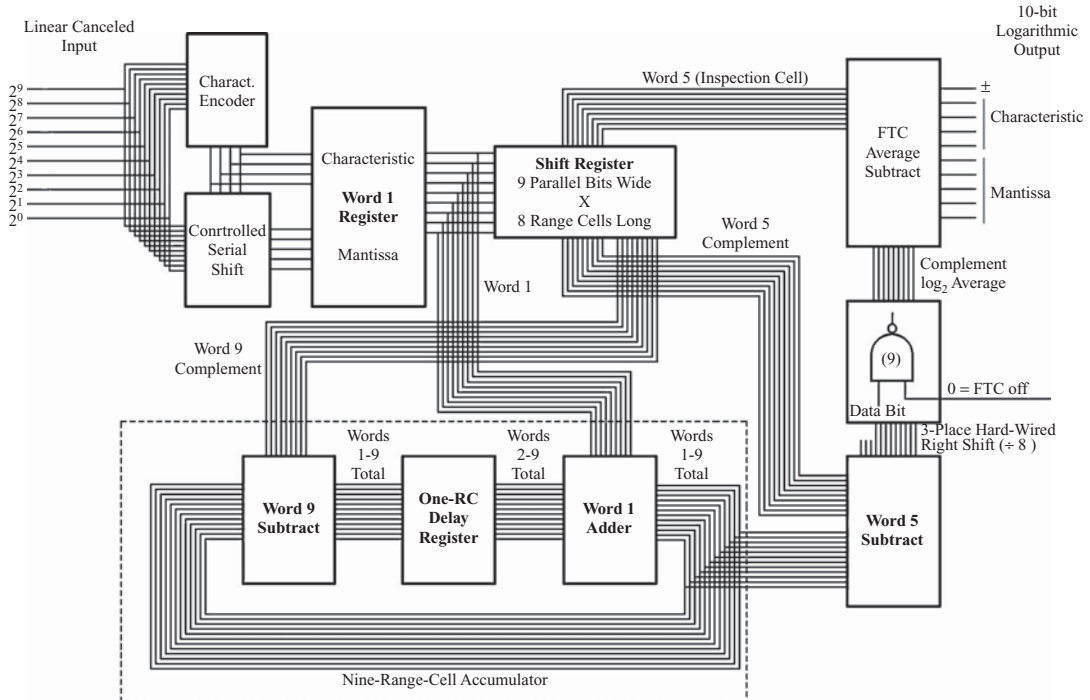 Linear Canceled
Input
10-bit
Logarithmic
Output
2⁹
2⁸
2⁷
2⁶
2⁵
2⁴
2³
2²
2¹
2⁰
Charact.
Encoder
Conrtrolled
Serial
Shift
Characteristic
Word 1
Register
Mantissa
Shift Register
9 Parallel Bits Wide
X
8 Range Cells Long
Word 5 (Inspection Cell)
FTC
Average
Subtract
±
Characteristic
Mantissa
Word 5
Complement
Word 1
Complement
log₂ Average
Word 9
Complement
(9)
0 = FTC off
Data Bit
3-Place Hard-Wired
Right Shift (÷ 8 )
Words
1-9
Total
Words
2-9
Total
Words
1-9
Total
Word 9
Subtract
One-RC
Delay
Register
Word 1
Adder
Word 5
Subtract
Nine-Range-Cell Accumulator